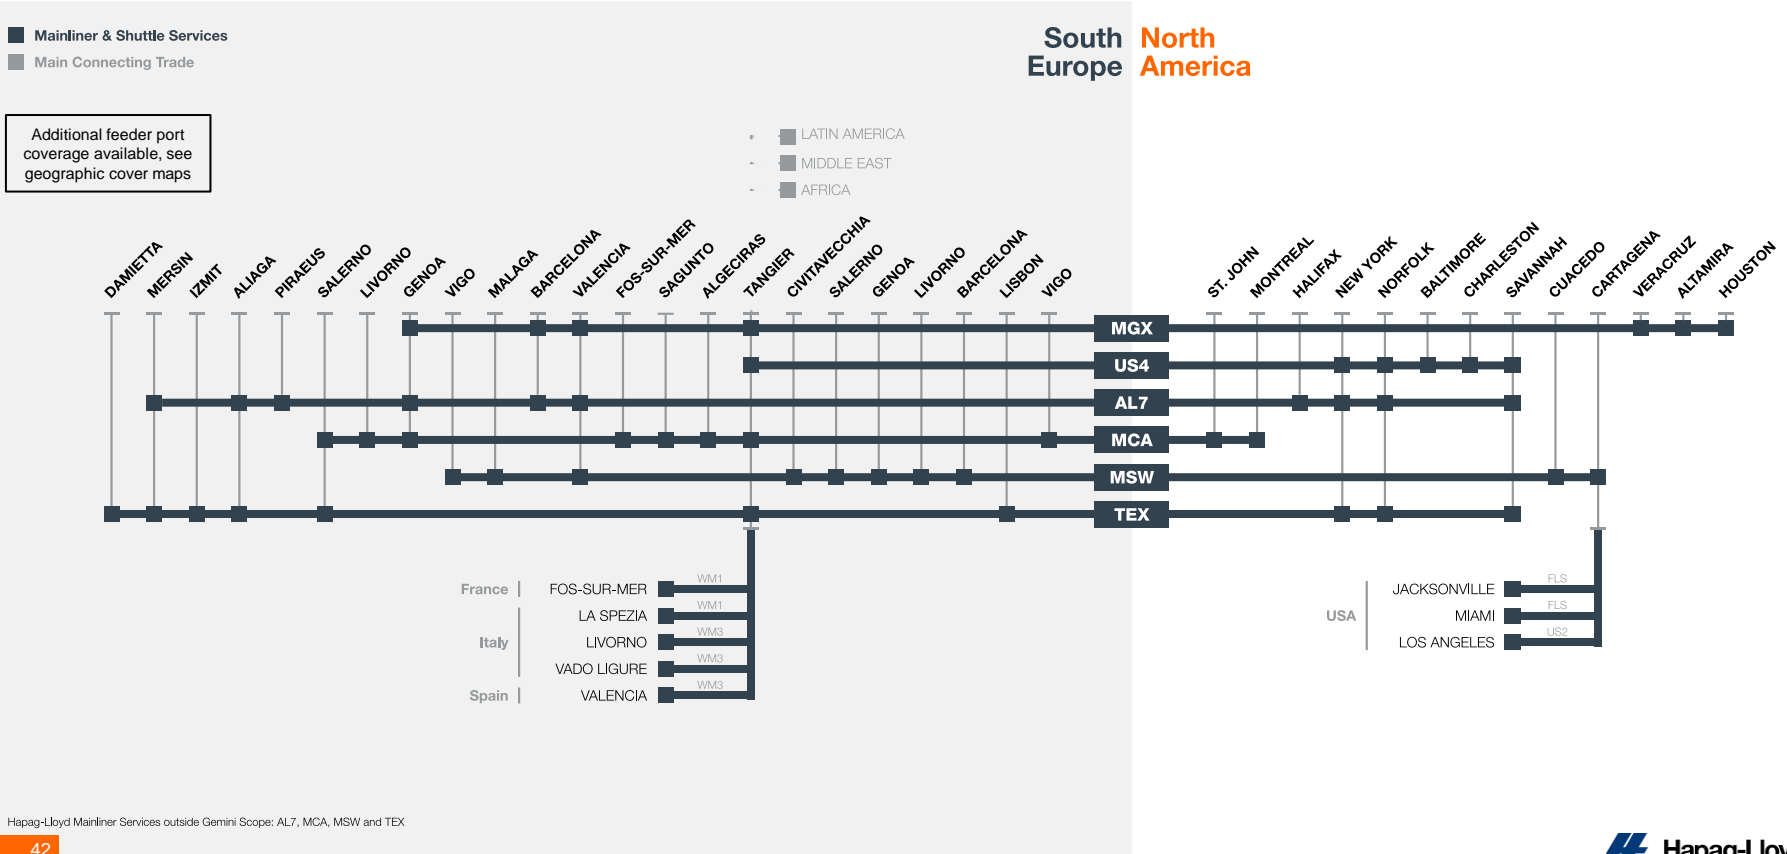 Mainliner & Shuttle Services
Main Connecting Trade
South North
Europe America
Additional feeder port
coverage available, see
geographic cover maps
LATIN AMERICA
MIDDLE EAST
AFRICA
DAMIETTA
MERSIN
IZMIT
ALIAGA
PIRAEUS
SALERNO
LIVORNO
GENOA
VIGO
MALAGA
BARCELONA
VALENCIA
FOS-SUR-MER
SAGUNTO
ALGECIRAS
TANGIER
CIVITAVECCHIA
SALERNO
GENOA
LIVORNO
BARCELONA
LISBON
VIGO
ST. JOHN
MONTREAL
HALIFAX
NEW YORK
NORFOLK
BALTIMORE
CHARLESTON
SAVANNAH
CUACEDO
CARTAGENA
VERACRUZ
ALTAMIRA
HOUSTON
MGX
US4
AL7
MCA
MSW
TEX
France FOS-SUR-MER WM1
LA SPEZIA WM1
Italy LIVORNO WM3
VADO LIGURE WM3
Spain VALENCIA WM3
JACKSONVILLE FLS
USA MIAMI FLS
LOS ANGELES US2
Hapag-Lloyd Mainliner Services outside Gemini Scope: AL7, MCA, MSW and TEX
42
Hapag-Lloy